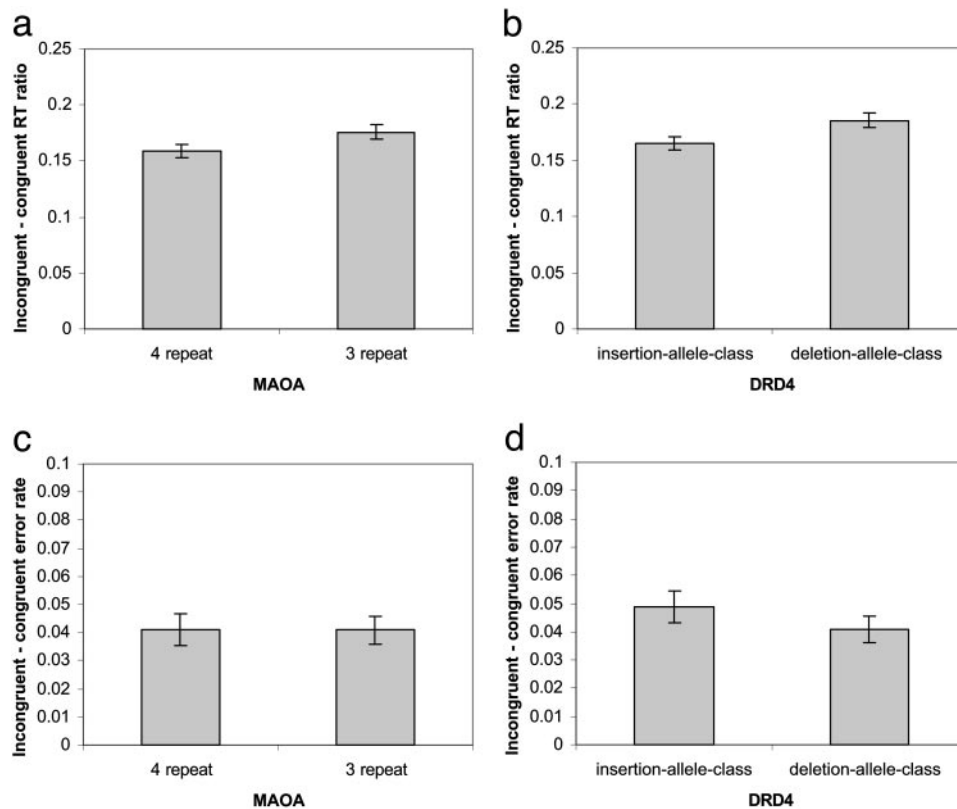 a
Incongruent - congruent RT ratio
0.25
0.2
0.15
0.1
0.05
0
4 repeat
3 repeat
MAOA
b
Incongruent - congruent RT ratio
0.25
0.2
0.15
0.1
0.05
0
insertion-allele-class
deletion-allele-class
DRD4
c
Incongruent - congruent error rate
0.1
0.09
0.08
0.07
0.06
0.05
0.04
0.03
0.02
0.01
0
4 repeat
3 repeat
MAOA
d
Incongruent - congruent error rate
0.1
0.09
0.08
0.07
0.06
0.05
0.04
0.03
0.02
0.01
0
insertion-allele-class
deletion-allele-class
DRD4